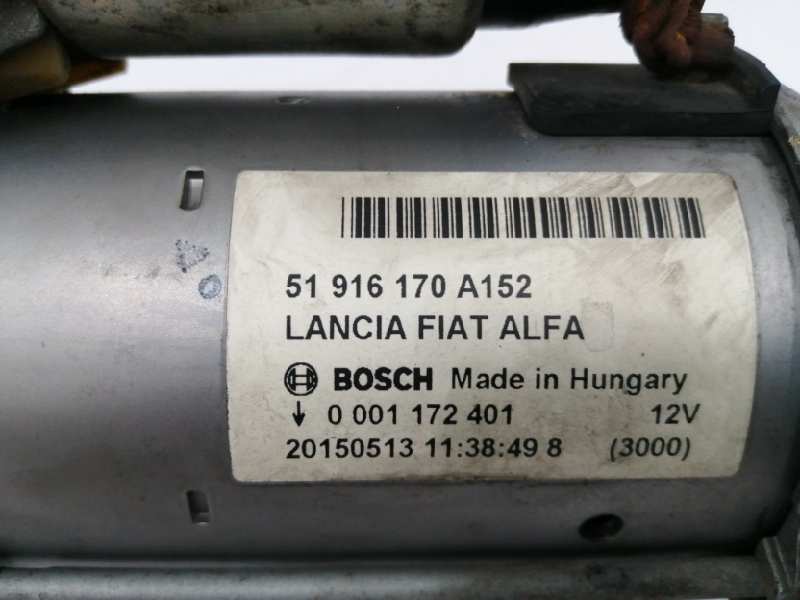 51 916 170 A152
LANCIA FIAT ALFA
BOSCH Made in Hungary
↓ 0 001 172 401 12V
20150513 11:38:49 8 (3000)